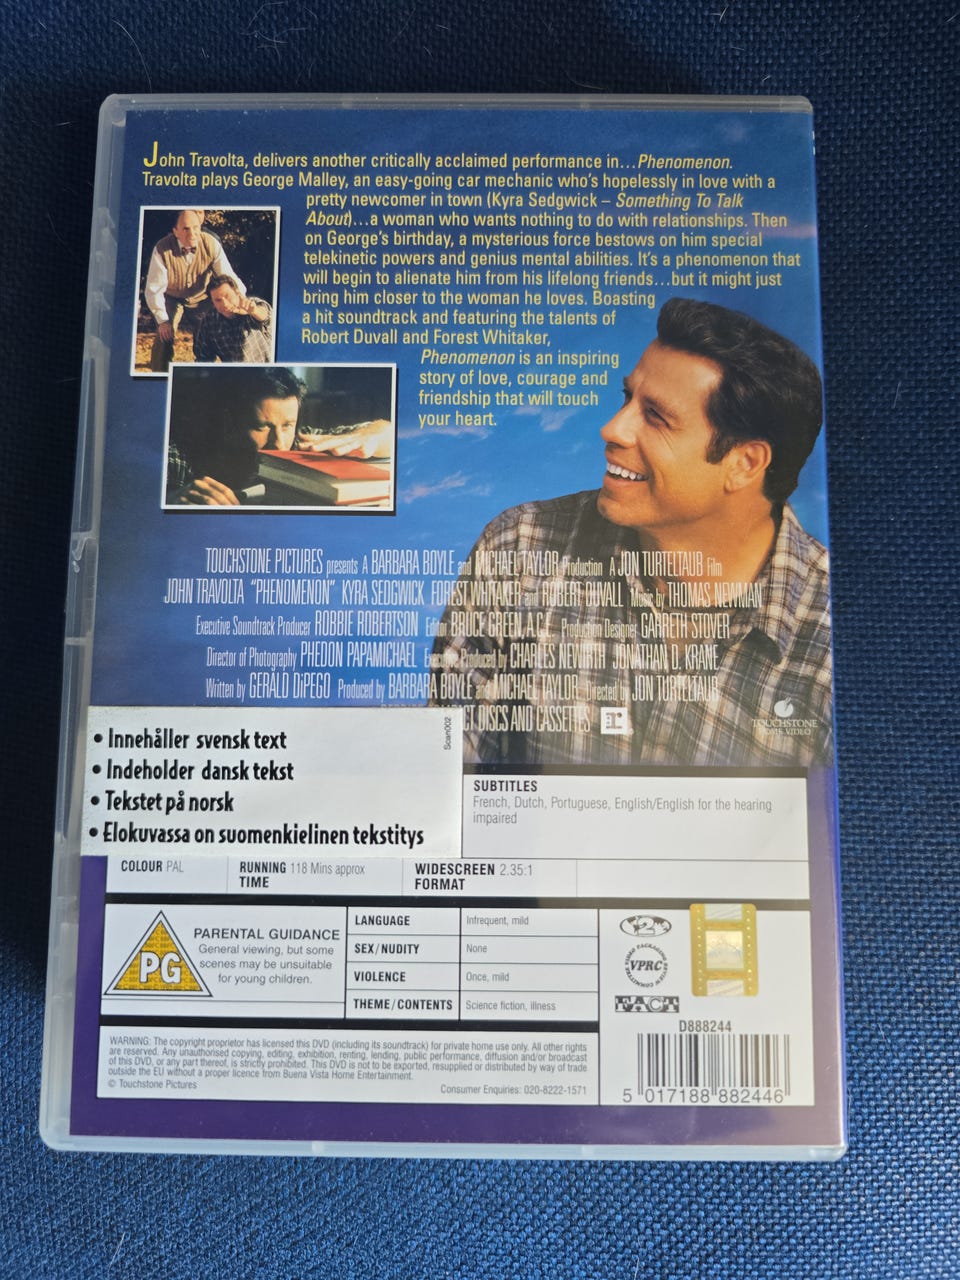 John Travolta, delivers another critically acclaimed performance in...Phenomenon.
Travolta plays George Malley, an easy-going car mechanic who's hopelessly in love with a
pretty newcomer in town (Kyra Sedgwick – Something To Talk
About)...a woman who wants nothing to do with relationships. Then
on George's birthday, a mysterious force bestows on him special
telekinetic powers and genius mental abilities. It's a phenomenon that
will begin to alienate him from his lifelong friends...but it might just
bring him closer to the woman he loves. Boasting
a hit soundtrack and featuring the talents of
Robert Duvall and Forest Whitaker,
Phenomenon is an inspiring
story of love, courage and
friendship that will touch
your heart.
TOUCHSTONE PICTURES presents A BARBARA BOYLE and MICHAEL TAYLOR Production A JON TURTELTAUB Film
JOHN TRAVOLTA "PHENOMENON" KYRA SEDGWICK FOREST WHITAKER and ROBERT DUVALL Music by THOMAS NEWMAN
Executive Soundtrack Producer ROBBIE ROBERTSON Editor BRUCE GREEN, A.C.E. Production Designer GARRETH STOVER
Director of Photography PHEDON PAPAMICHAEL Executive Produced by CHARLES NEWIRTH JONATHAN D. KRANE
Written by GERALD DiPEGO Produced by BARBARA BOYLE and MICHAEL TAYLOR Directed by JON TURTELTAUB
DISCS AND CASSETTES
TOUCHSTONE
HOME VIDEO
• Innehåller svensk text
• Indeholder dansk tekst
• Tekstet på norsk
• Elokuvassa on suomenkielinen tekstitys
Scan002
SUBTITLES
French, Dutch, Portuguese, English/English for the hearing
impaired
COLOUR PAL
RUNNING 118 Mins approx
TIME
WIDESCREEN 2.35:1
FORMAT
PG
PARENTAL GUIDANCE
General viewing, but some
scenes may be unsuitable
for young children.
LANGUAGE Infrequent, mild
SEX/NUDITY None
VIOLENCE Once, mild
THEME/CONTENTS Science fiction, illness
2
VIDEO PACKAGING REVIEW COMMITTEE
VPRC
FACT
WARNING: The copyright proprietor has licensed this DVD (including its soundtrack) for private home use only. All other rights
are reserved. Any unauthorised copying, editing, exhibition, renting, lending, public performance, diffusion and/or broadcast
of this DVD, or any part thereof, is strictly prohibited. This DVD is not to be exported, resupplied or distributed by way of trade
outside the EU without a proper licence from Buena Vista Home Entertainment.
© Touchstone Pictures
Consumer Enquiries: 020-8222-1571
D888244
5 017188 882446